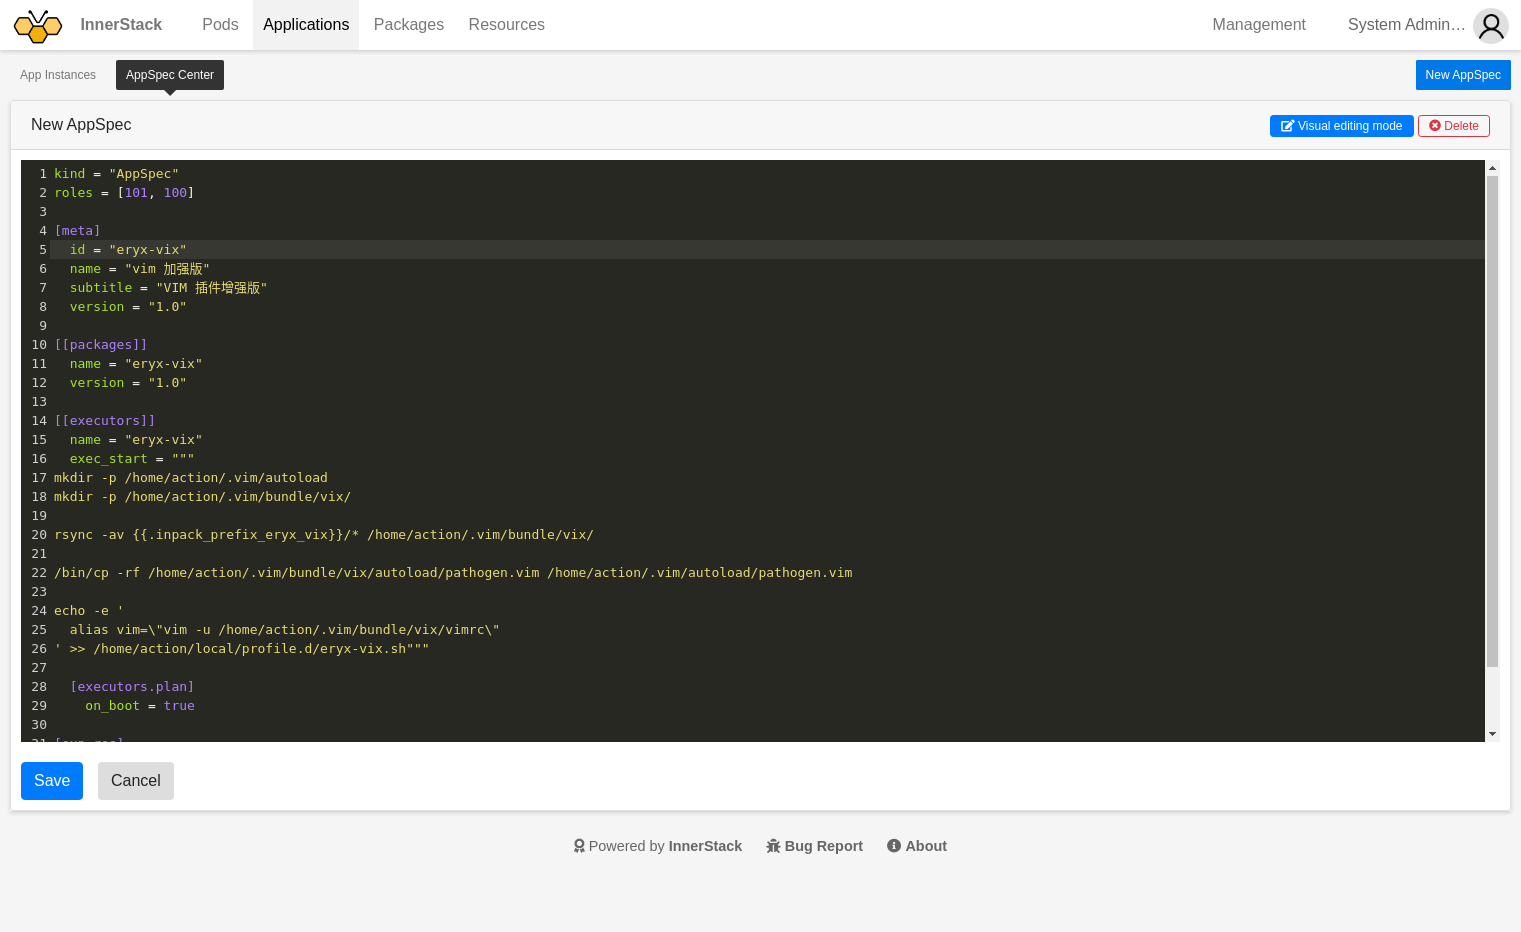 InnerStack Pods Applications Packages Resources Management System Admin…
App Instances AppSpec Center New AppSpec
New AppSpec Visual editing mode Delete
1 kind = "AppSpec"
2 roles = [101, 100]
3
4 [meta]
5   id = "eryx-vix"
6   name = "vim 加强版"
7   subtitle = "VIM 插件增强版"
8   version = "1.0"
9
10 [[packages]]
11   name = "eryx-vix"
12   version = "1.0"
13
14 [[executors]]
15   name = "eryx-vix"
16   exec_start = """
17 mkdir -p /home/action/.vim/autoload
18 mkdir -p /home/action/.vim/bundle/vix/
19
20 rsync -av {{.inpack_prefix_eryx_vix}}/* /home/action/.vim/bundle/vix/
21
22 /bin/cp -rf /home/action/.vim/bundle/vix/autoload/pathogen.vim /home/action/.vim/autoload/pathogen.vim
23
24 echo -e '
25   alias vim=\"vim -u /home/action/.vim/bundle/vix/vimrc\"
26 ' >> /home/action/local/profile.d/eryx-vix.sh"""
27
28   [executors.plan]
29     on_boot = true
30
Save Cancel
Powered by InnerStack Bug Report About